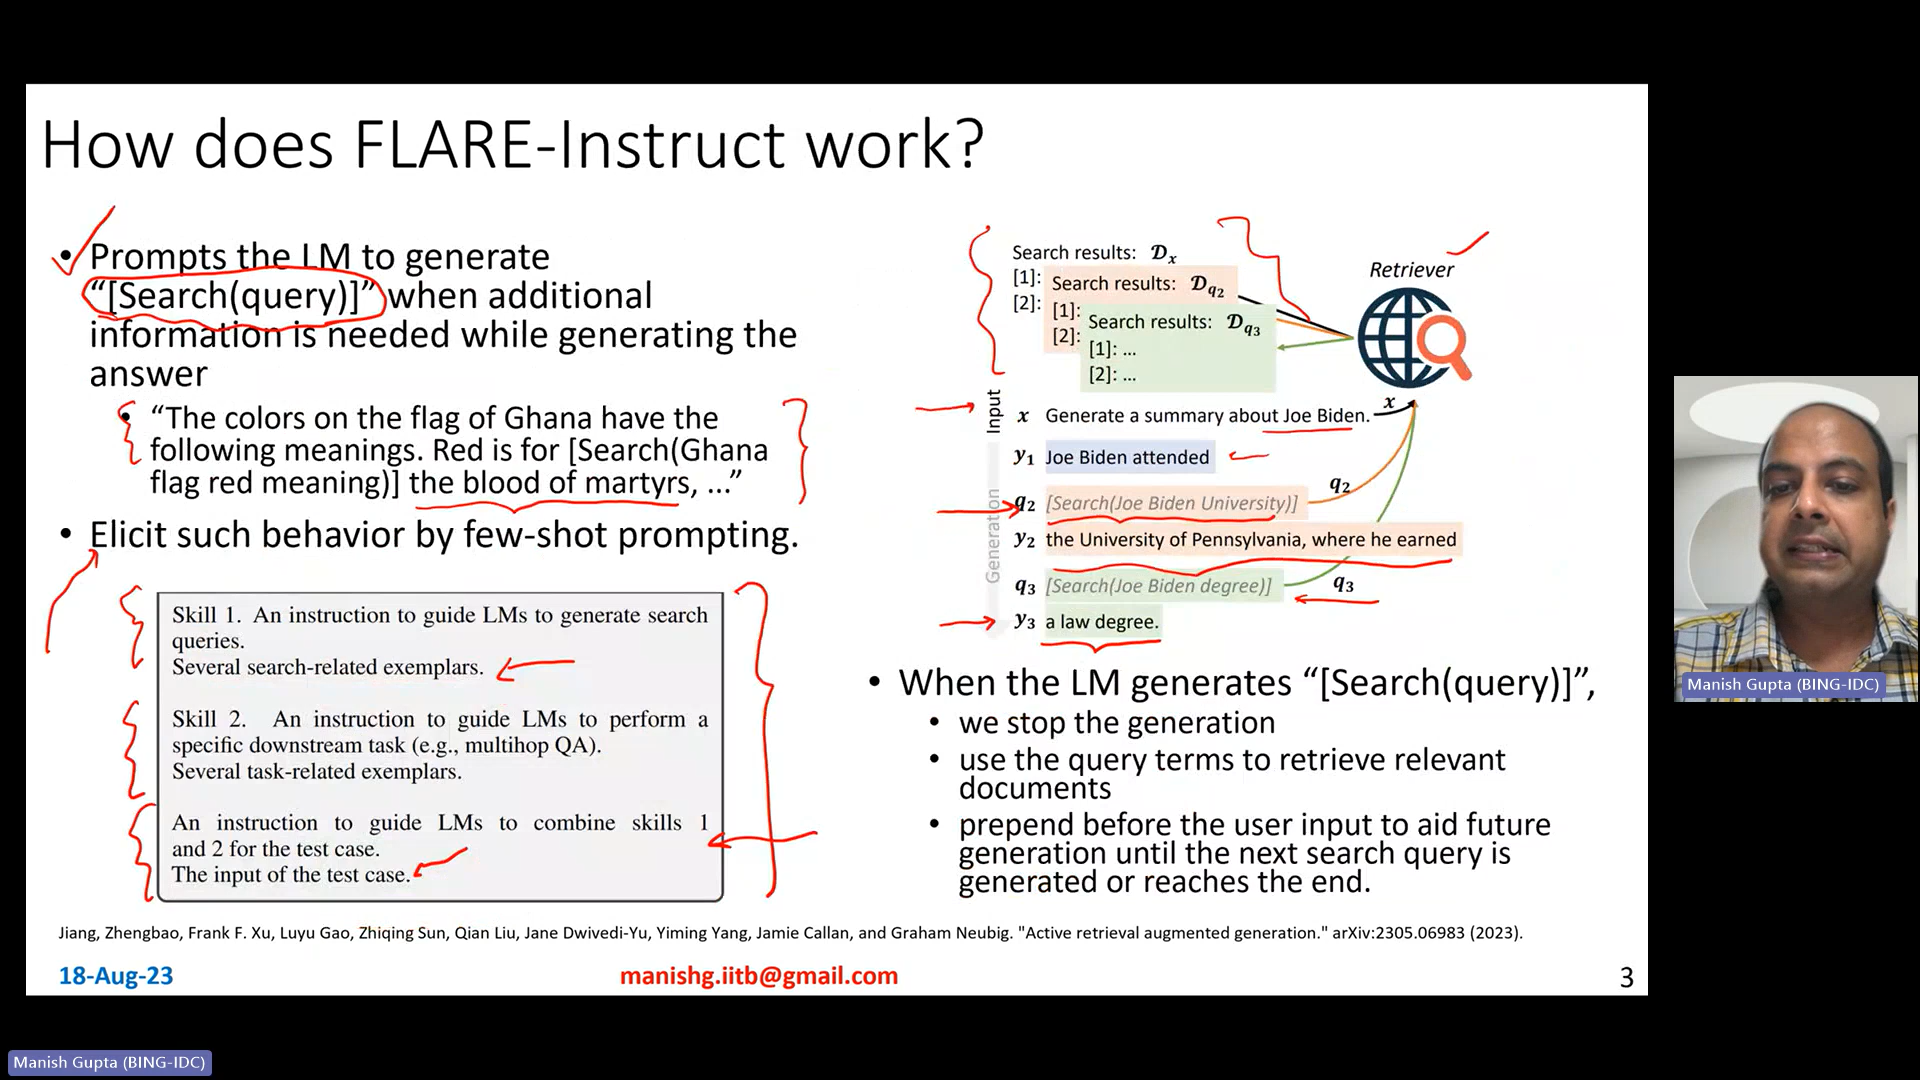 How does FLARE-Instruct work?
• Prompts the LM to generate
“[Search(query)]” when additional
information is needed while generating the
answer
• “The colors on the flag of Ghana have the
following meanings. Red is for [Search(Ghana
flag red meaning)] the blood of martyrs, ...”
• Elicit such behavior by few-shot prompting.
Skill 1. An instruction to guide LMs to generate search
queries.
Several search-related exemplars.
Skill 2. An instruction to guide LMs to perform a
specific downstream task (e.g., multihop QA).
Several task-related exemplars.
An instruction to guide LMs to combine skills 1
and 2 for the test case.
The input of the test case.
Search results: 𝓓x
[1]:
[2]:
Search results: 𝓓q2
[1]:
[2]:
Search results: 𝓓q3
[1]: ...
[2]: ...
Retriever
Input
x Generate a summary about Joe Biden.
x
Generation
y1 Joe Biden attended
q2 [Search(Joe Biden University)]
q2
y2 the University of Pennsylvania, where he earned
q3 [Search(Joe Biden degree)]
q3
y3 a law degree.
• When the LM generates “[Search(query)]”,
• we stop the generation
• use the query terms to retrieve relevant
documents
• prepend before the user input to aid future
generation until the next search query is
generated or reaches the end.
Jiang, Zhengbao, Frank F. Xu, Luyu Gao, Zhiqing Sun, Qian Liu, Jane Dwivedi-Yu, Yiming Yang, Jamie Callan, and Graham Neubig. "Active retrieval augmented generation." arXiv:2305.06983 (2023).
18-Aug-23
manishg.iitb@gmail.com
3
Manish Gupta (BING-IDC)
Manish Gupta (BING-IDC)